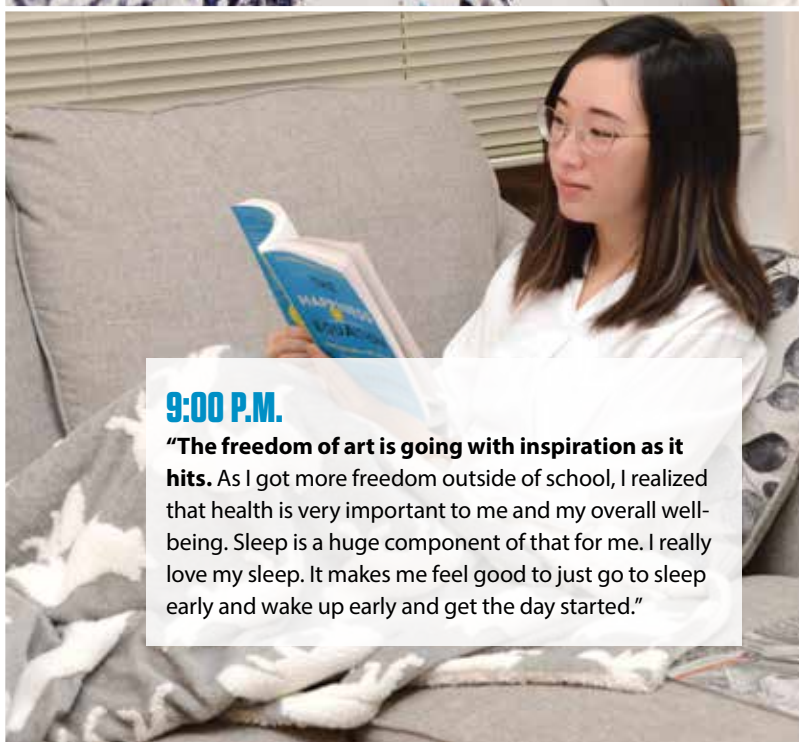 THE
HAPPINESS
EQUATION
9:00 P.M.
“The freedom of art is going with inspiration as it
hits. As I got more freedom outside of school, I realized
that health is very important to me and my overall well-
being. Sleep is a huge component of that for me. I really
love my sleep. It makes me feel good to just go to sleep
early and wake up early and get the day started.”